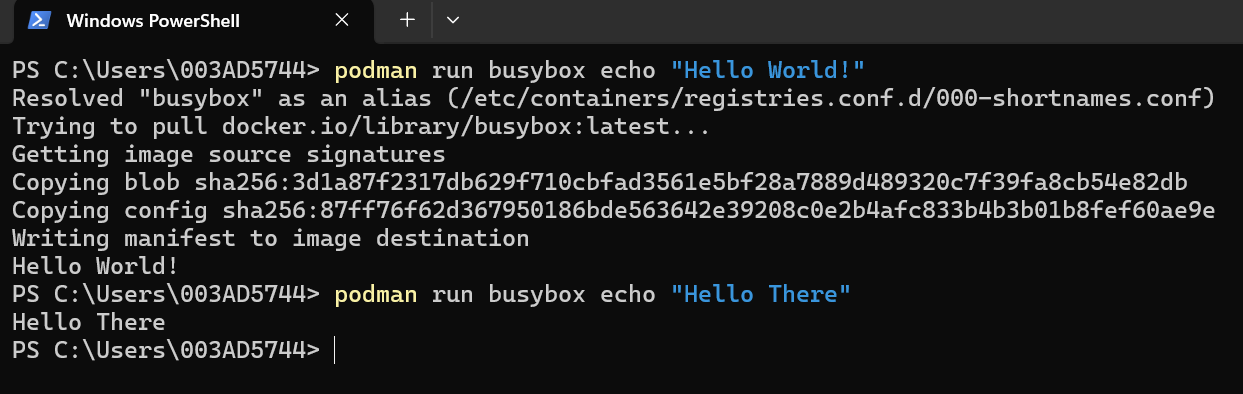 Windows PowerShell
PS C:\Users\003AD5744> podman run busybox echo "Hello World!"
Resolved "busybox" as an alias (/etc/containers/registries.conf.d/000-shortnames.conf)
Trying to pull docker.io/library/busybox:latest...
Getting image source signatures
Copying blob sha256:3d1a87f2317db629f710cbfad3561e5bf28a7889d489320c7f39fa8cb54e82db
Copying config sha256:87ff76f62d367950186bde563642e39208c0e2b4afc833b4b3b01b8fef60ae9e
Writing manifest to image destination
Hello World!
PS C:\Users\003AD5744> podman run busybox echo "Hello There"
Hello There
PS C:\Users\003AD5744>